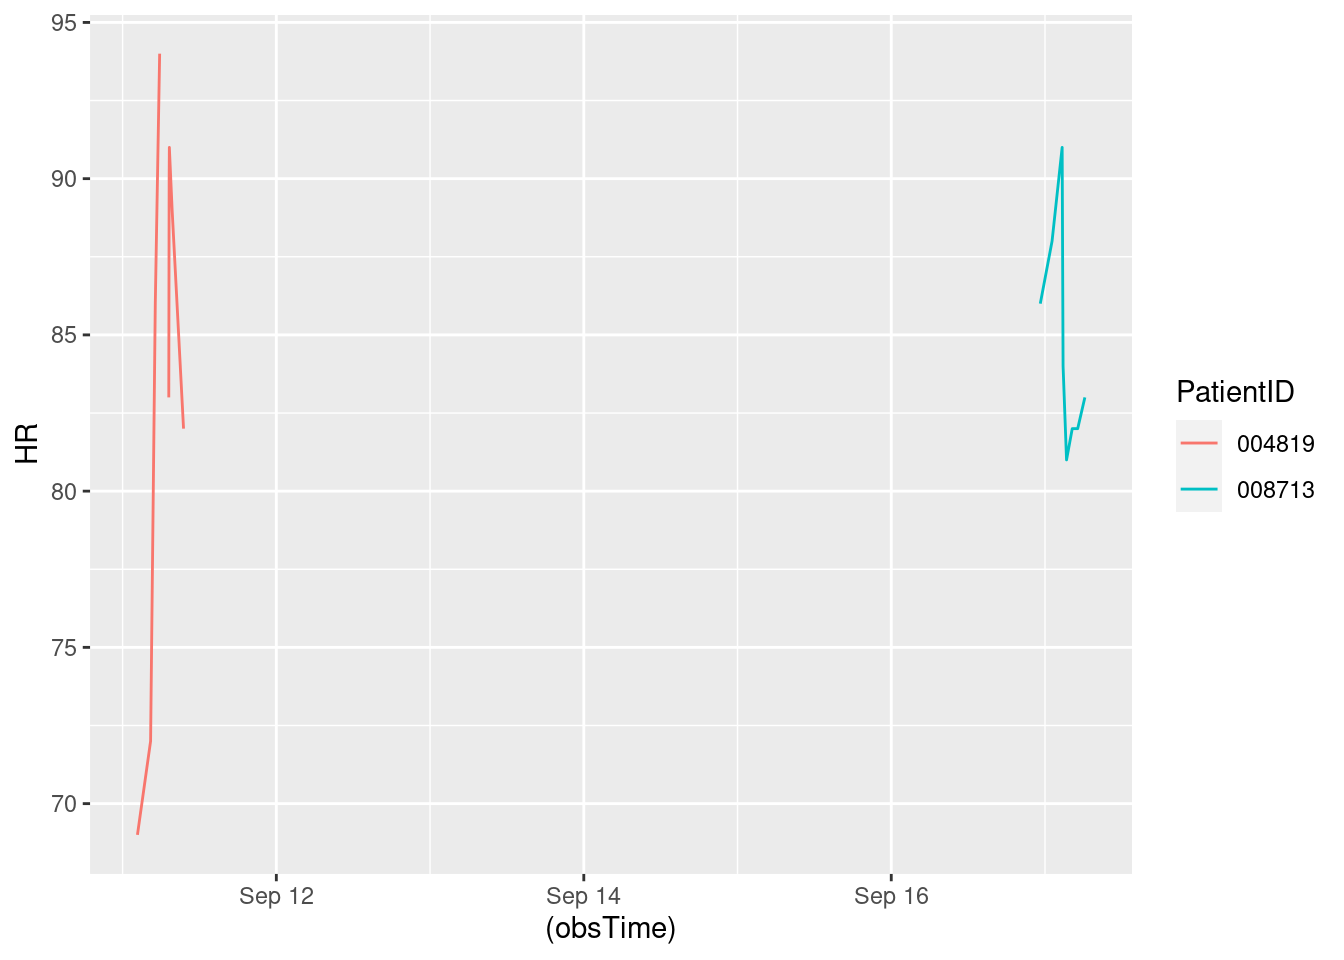 95
90
85
80
75
70
HR
Sep 12
Sep 14
Sep 16
(obsTime)
PatientID
004819
008713